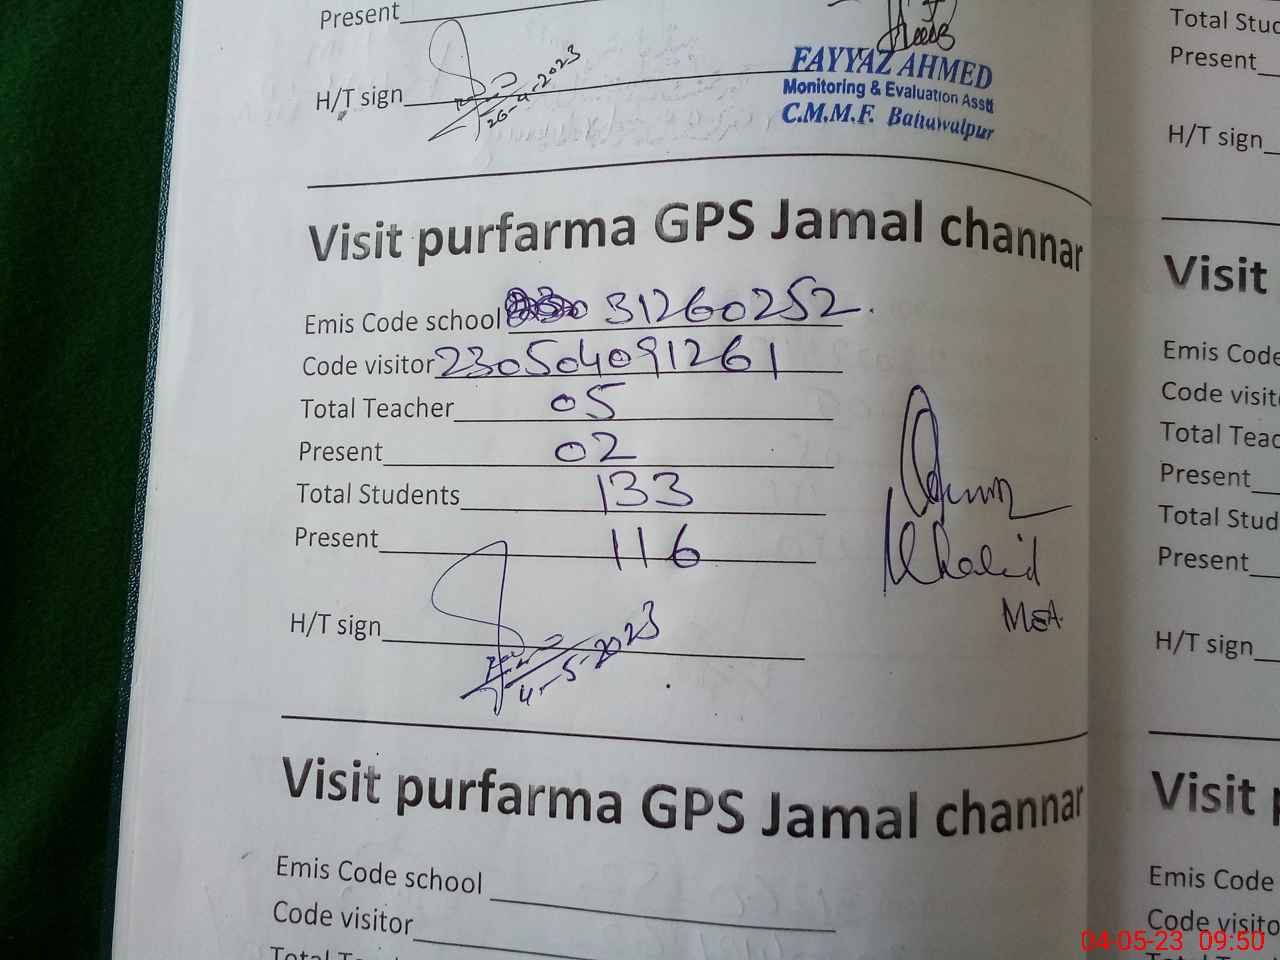 Present
H/T sign 26-4-2023
FAYYAZ AHMED
Monitoring & Evaluation Asstt
C.M.M.F. Bahawalpur
Visit purfarma GPS Jamal channar
Emis Code school 31260252.
Code visitor 230504091261
Total Teacher 05
Present 02
Total Students 133
Present 116
Khalid
MEA.
H/T sign 4-5-2023
Visit purfarma GPS Jamal channar
Emis Code school
Code visitor
Total Stud
Present
H/T sign
Visit
Emis Code
Code visit
Total Teac
Present
Total Stud
Present
H/T sign
Visit
Emis Code
Code visito
04-05-23 09:50